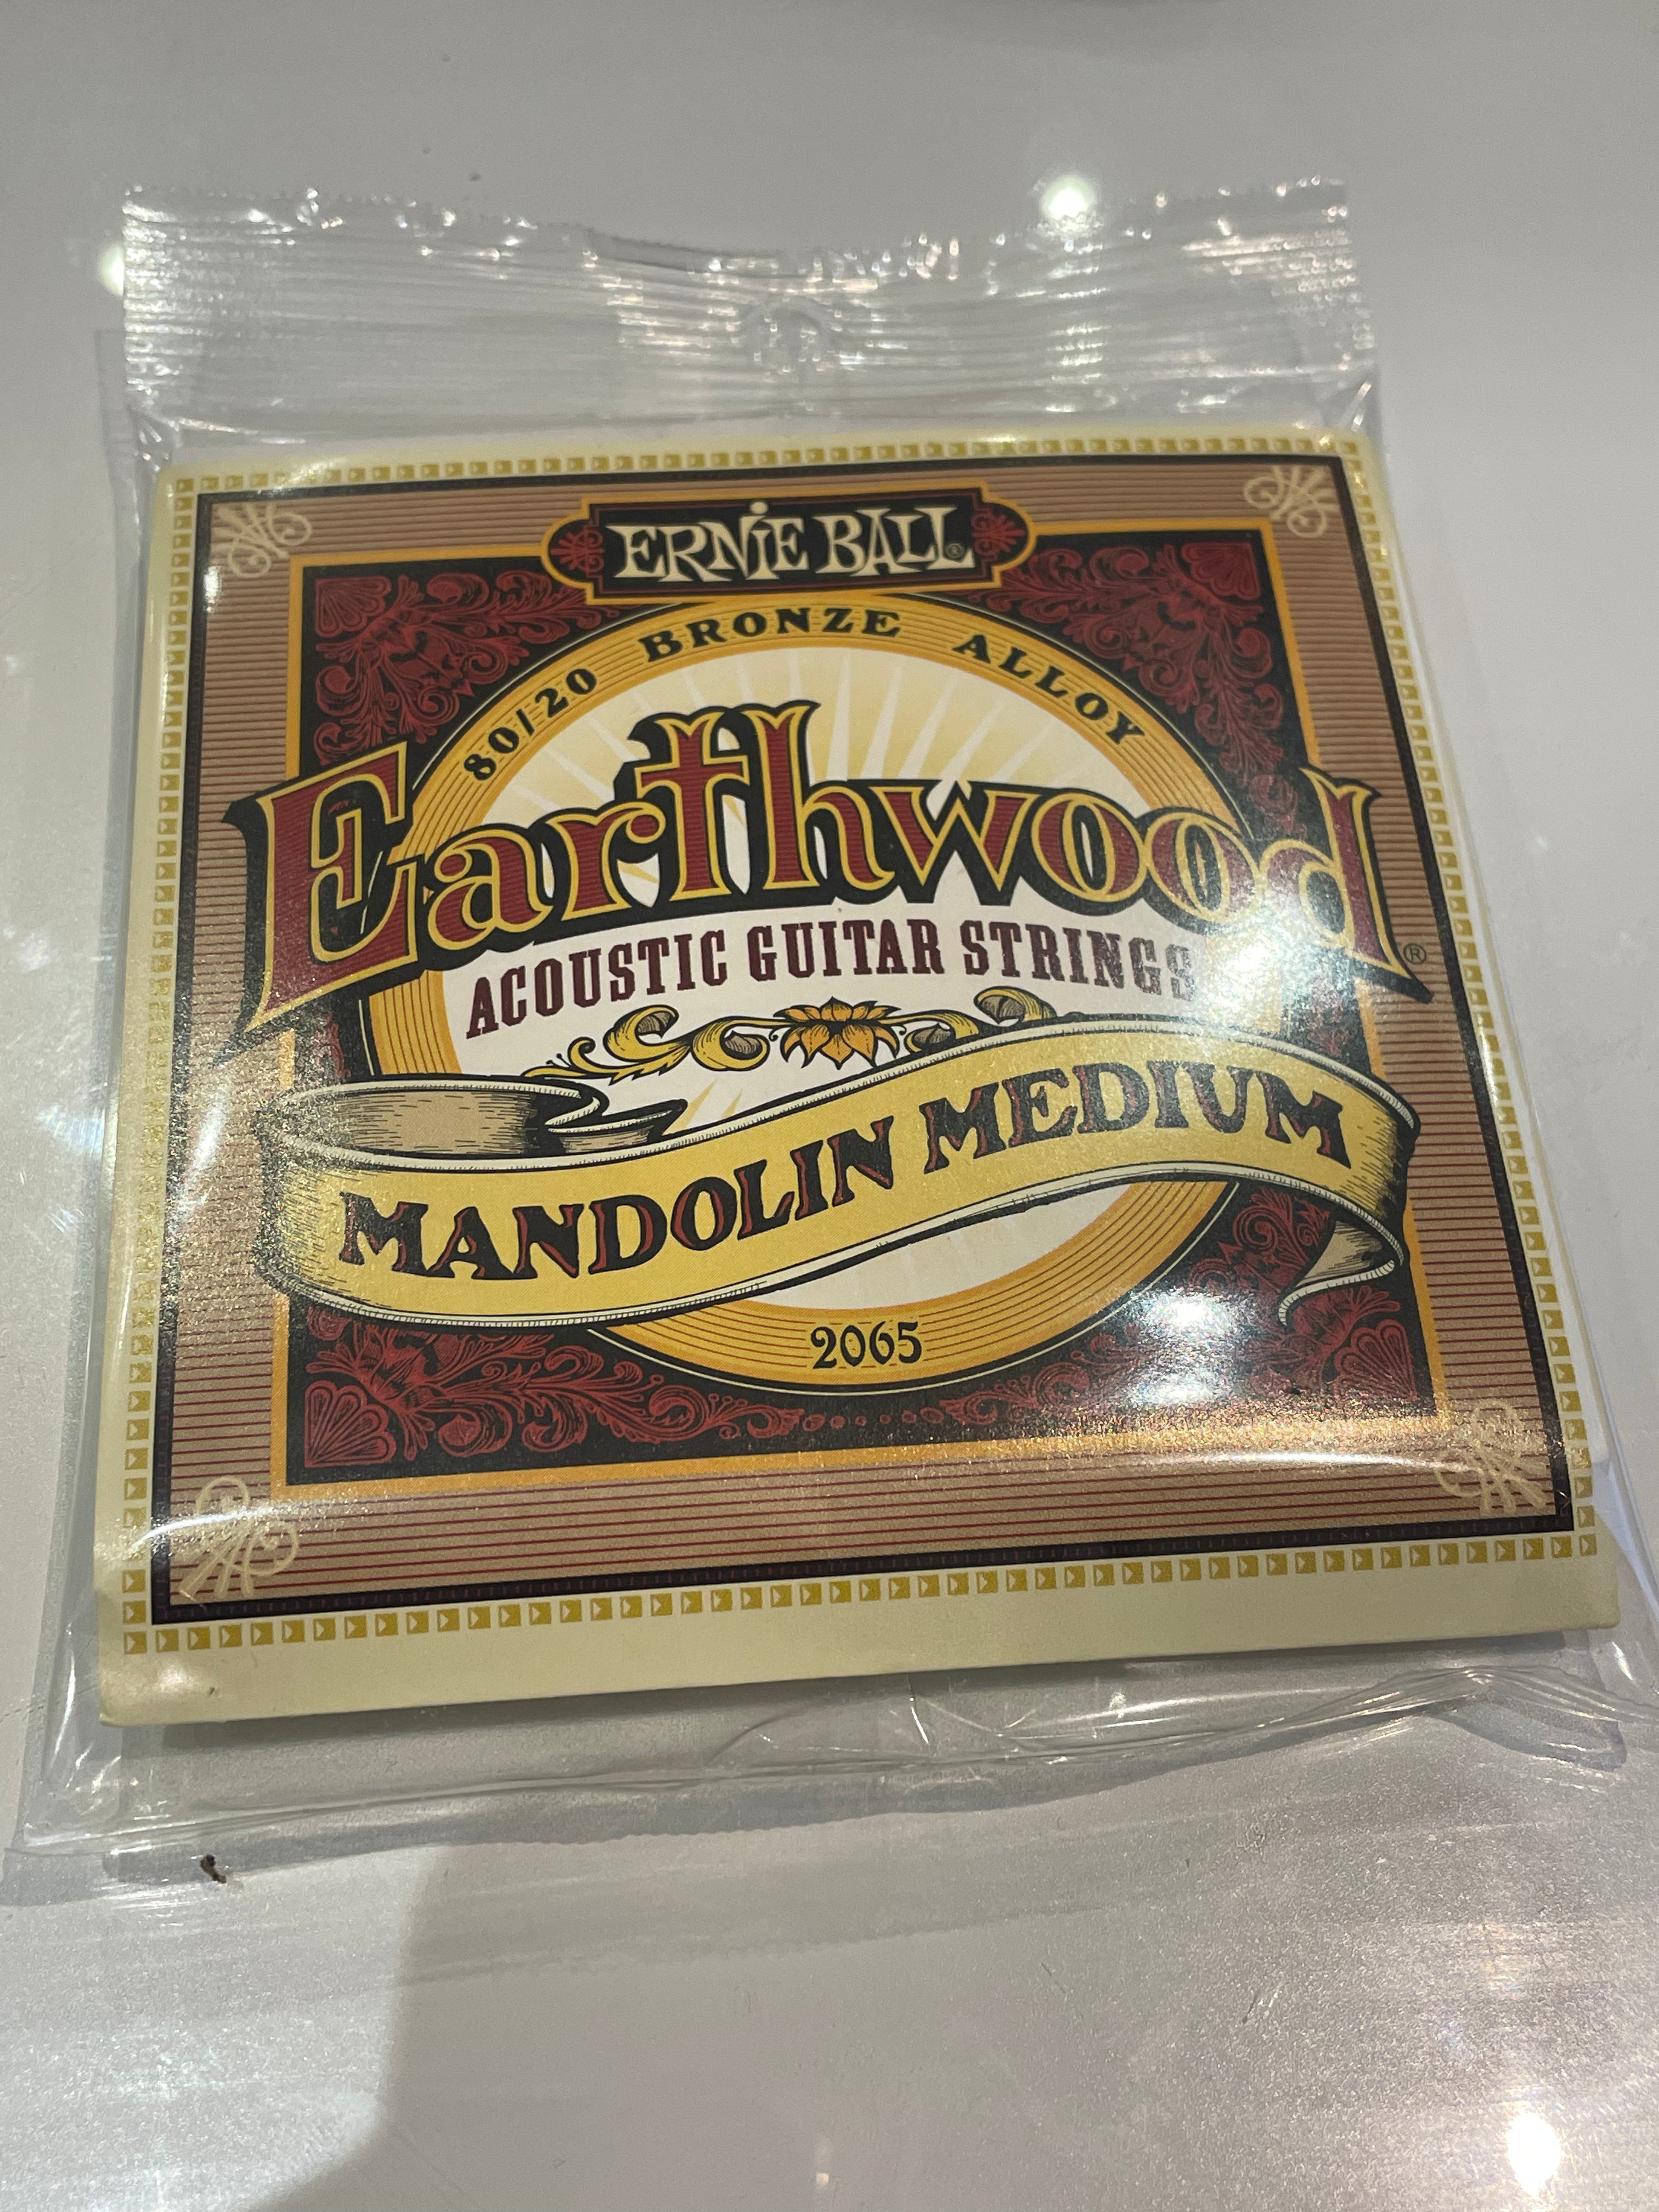 ERNiE BALL®
80/20 BRONZE ALLOY
Earthwood®
ACOUSTIC GUITAR STRINGS
MANDOLIN MEDIUM
2065